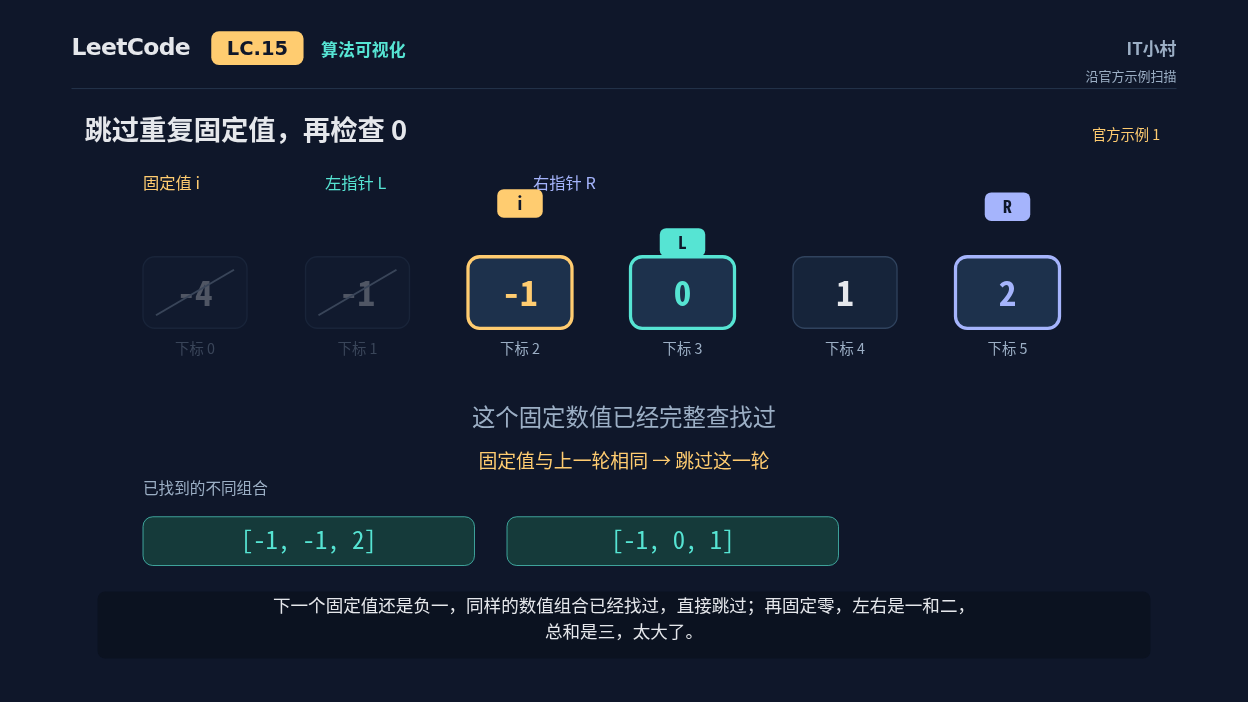 LeetCode LC.15 算法可视化 IT小村
沿官方示例扫描
跳过重复固定值，再检查 0
官方示例 1
固定值 i 左指针 L 右指针 R
i R
L
-4 -1 -1 0 1 2
下标 0 下标 1 下标 2 下标 3 下标 4 下标 5
这个固定数值已经完整查找过
固定值与上一轮相同 → 跳过这一轮
已找到的不同组合
[-1, -1, 2] [-1, 0, 1]
下一个固定值还是负一，同样的数值组合已经找过，直接跳过；再固定零，左右是一和二，
总和是三，太大了。